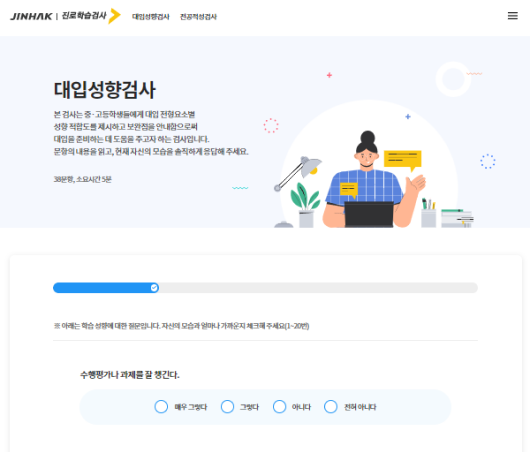 JINHAK | 진로학습검사
대입성향검사 전공적성검사
대입성향검사
본 검사는 중·고등학생들에게 대입 전형요소별
성향 적합도를 제시하고 보완점을 안내함으로써
대입을 준비하는 데 도움을 주고자 하는 검사입니다.
문항의 내용을 읽고, 현재 자신의 모습을 솔직하게 응답해 주세요.
38문항, 소요시간 5분
※ 아래는 학습 성향에 대한 질문입니다. 자신의 모습과 얼마나 가까운지 체크해 주세요(1~20번)
수행평가나 과제를 잘 챙긴다.
매우 그렇다 그렇다 아니다 전혀 아니다